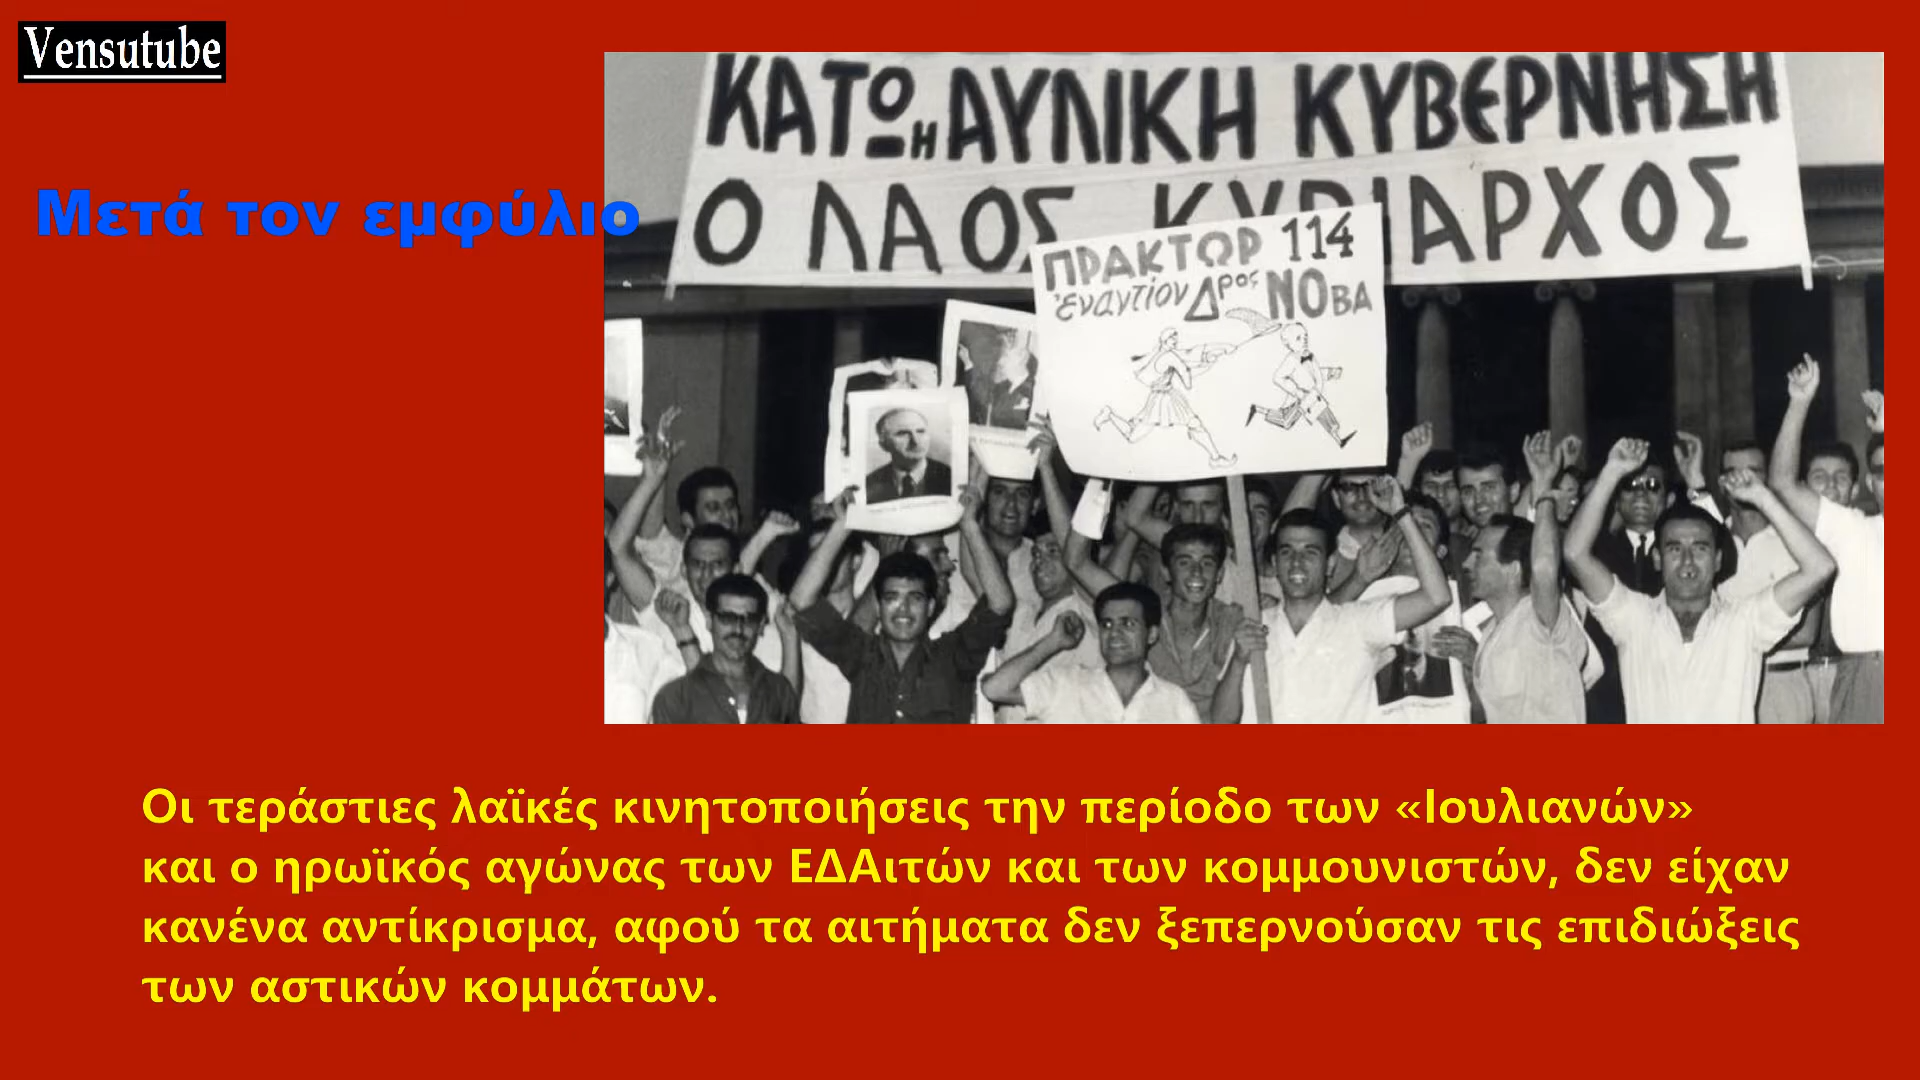 Vensutube
Μετά τον εμφύλιο
ΚΑΤΩ Η ΑΥΛΙΚΗ ΚΥΒΕΡΝΗΣΗ
Ο ΛΑΟΣ ΚΥΡΙΑΡΧΟΣ
ΠΡΑΚΤΩΡ 114
ἐναντίον Δρος ΝΟΒΑ
Οι τεράστιες λαϊκές κινητοποιήσεις την περίοδο των «Ιουλιανών»
και ο ηρωϊκός αγώνας των ΕΔΑιτών και των κομμουνιστών, δεν είχαν
κανένα αντίκρισμα, αφού τα αιτήματα δεν ξεπερνούσαν τις επιδιώξεις
των αστικών κομμάτων.